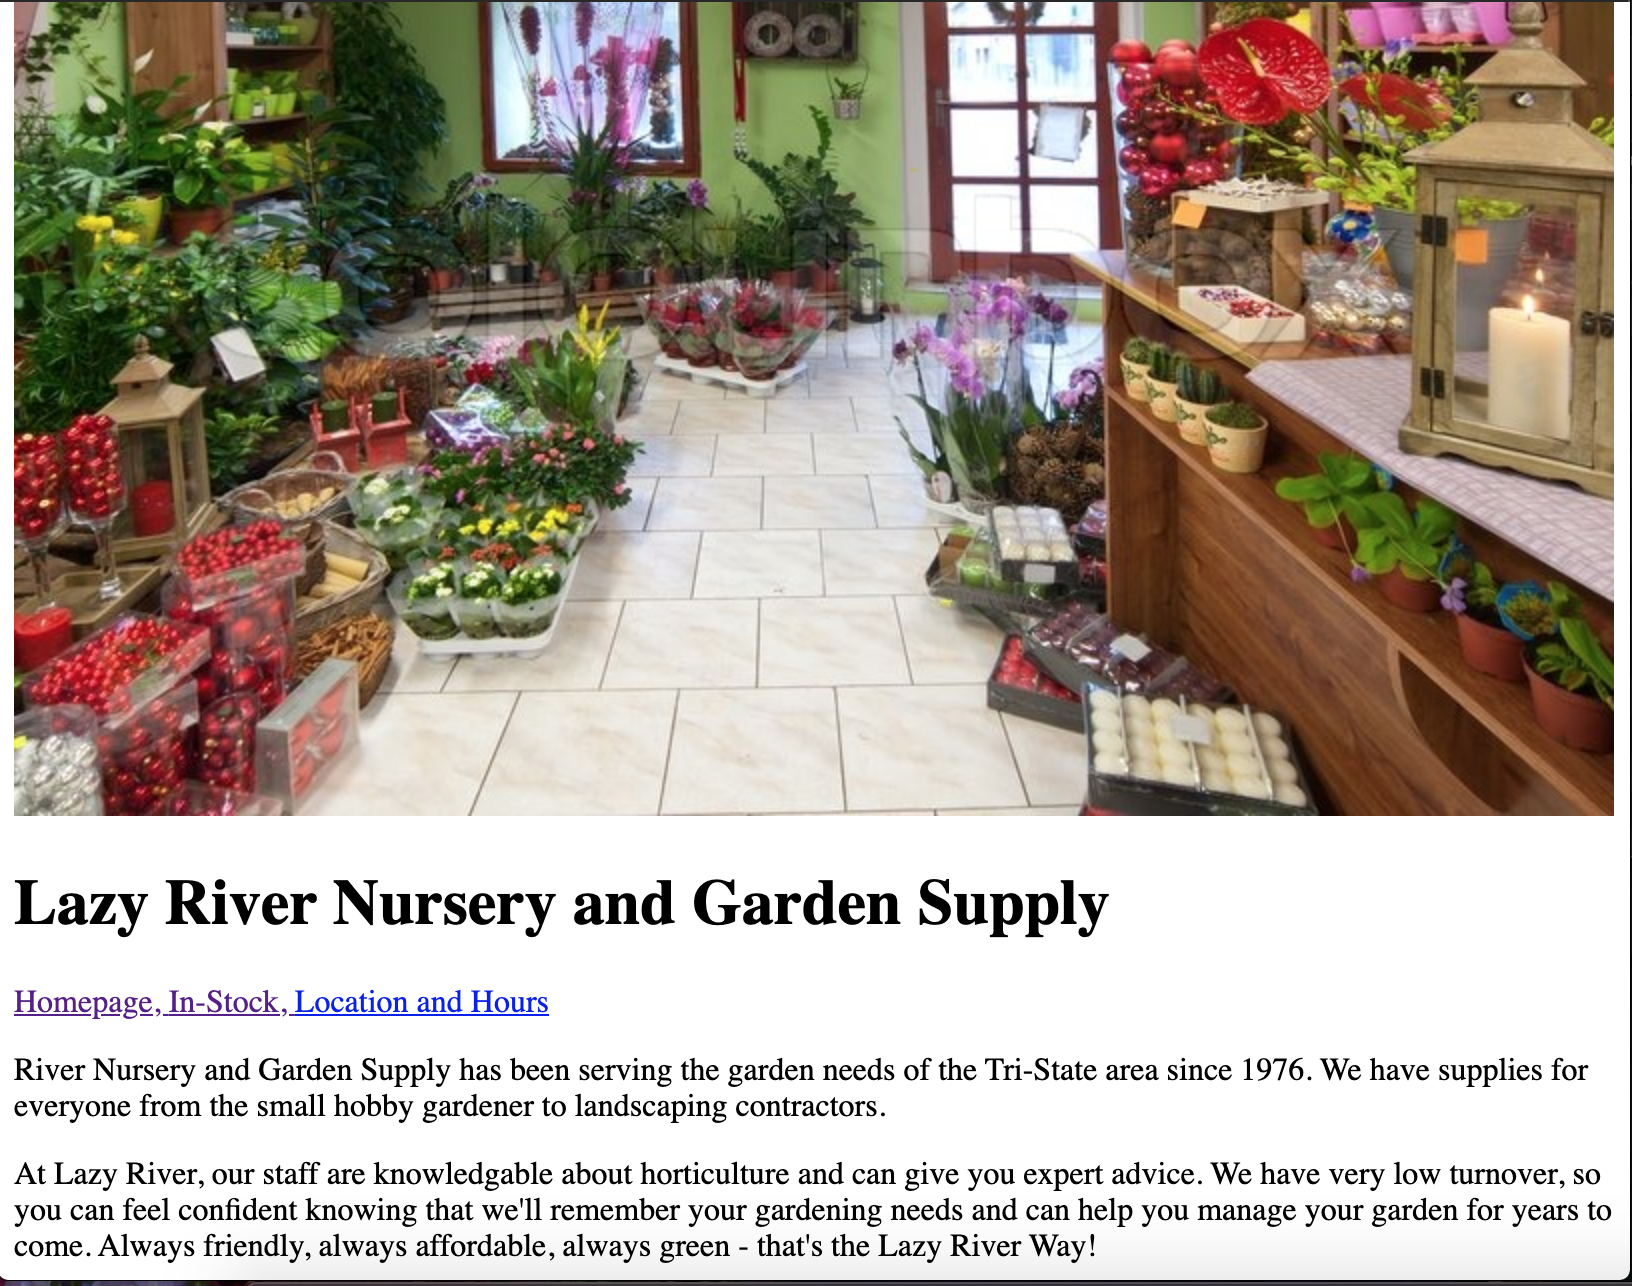 Lazy River Nursery and Garden Supply
Homepage, In-Stock, Location and Hours
River Nursery and Garden Supply has been serving the garden needs of the Tri-State area since 1976. We have supplies for
everyone from the small hobby gardener to landscaping contractors.
At Lazy River, our staff are knowledgable about horticulture and can give you expert advice. We have very low turnover, so
you can feel confident knowing that we'll remember your gardening needs and can help you manage your garden for years to
come. Always friendly, always affordable, always green - that's the Lazy River Way!